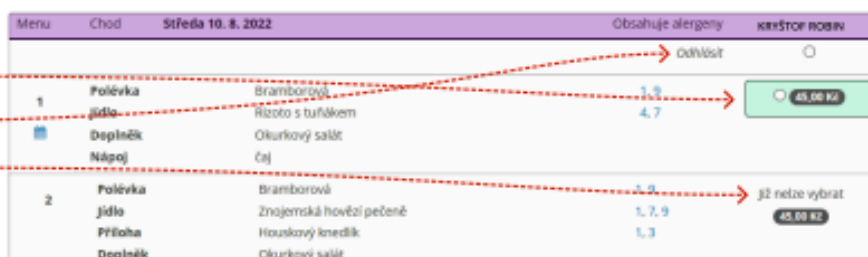 Menu Chod Středa 10. 8. 2022 Obsahuje alergeny KRYŠTOF ROBIN
Odhlásit
Polévka Bramborová 1, 9
1 45,00 Kč
Jídlo Rizoto s tuňákem 4, 7
Doplněk Okurkový salát
Nápoj čaj
Polévka Bramborová 1, 9 Již nelze vybrat
2
Jídlo Znojemská hovězí pečeně 1, 7, 9 45,00 Kč
Příloha Houskový knedlík 1, 3
Doplněk Okurkový salát